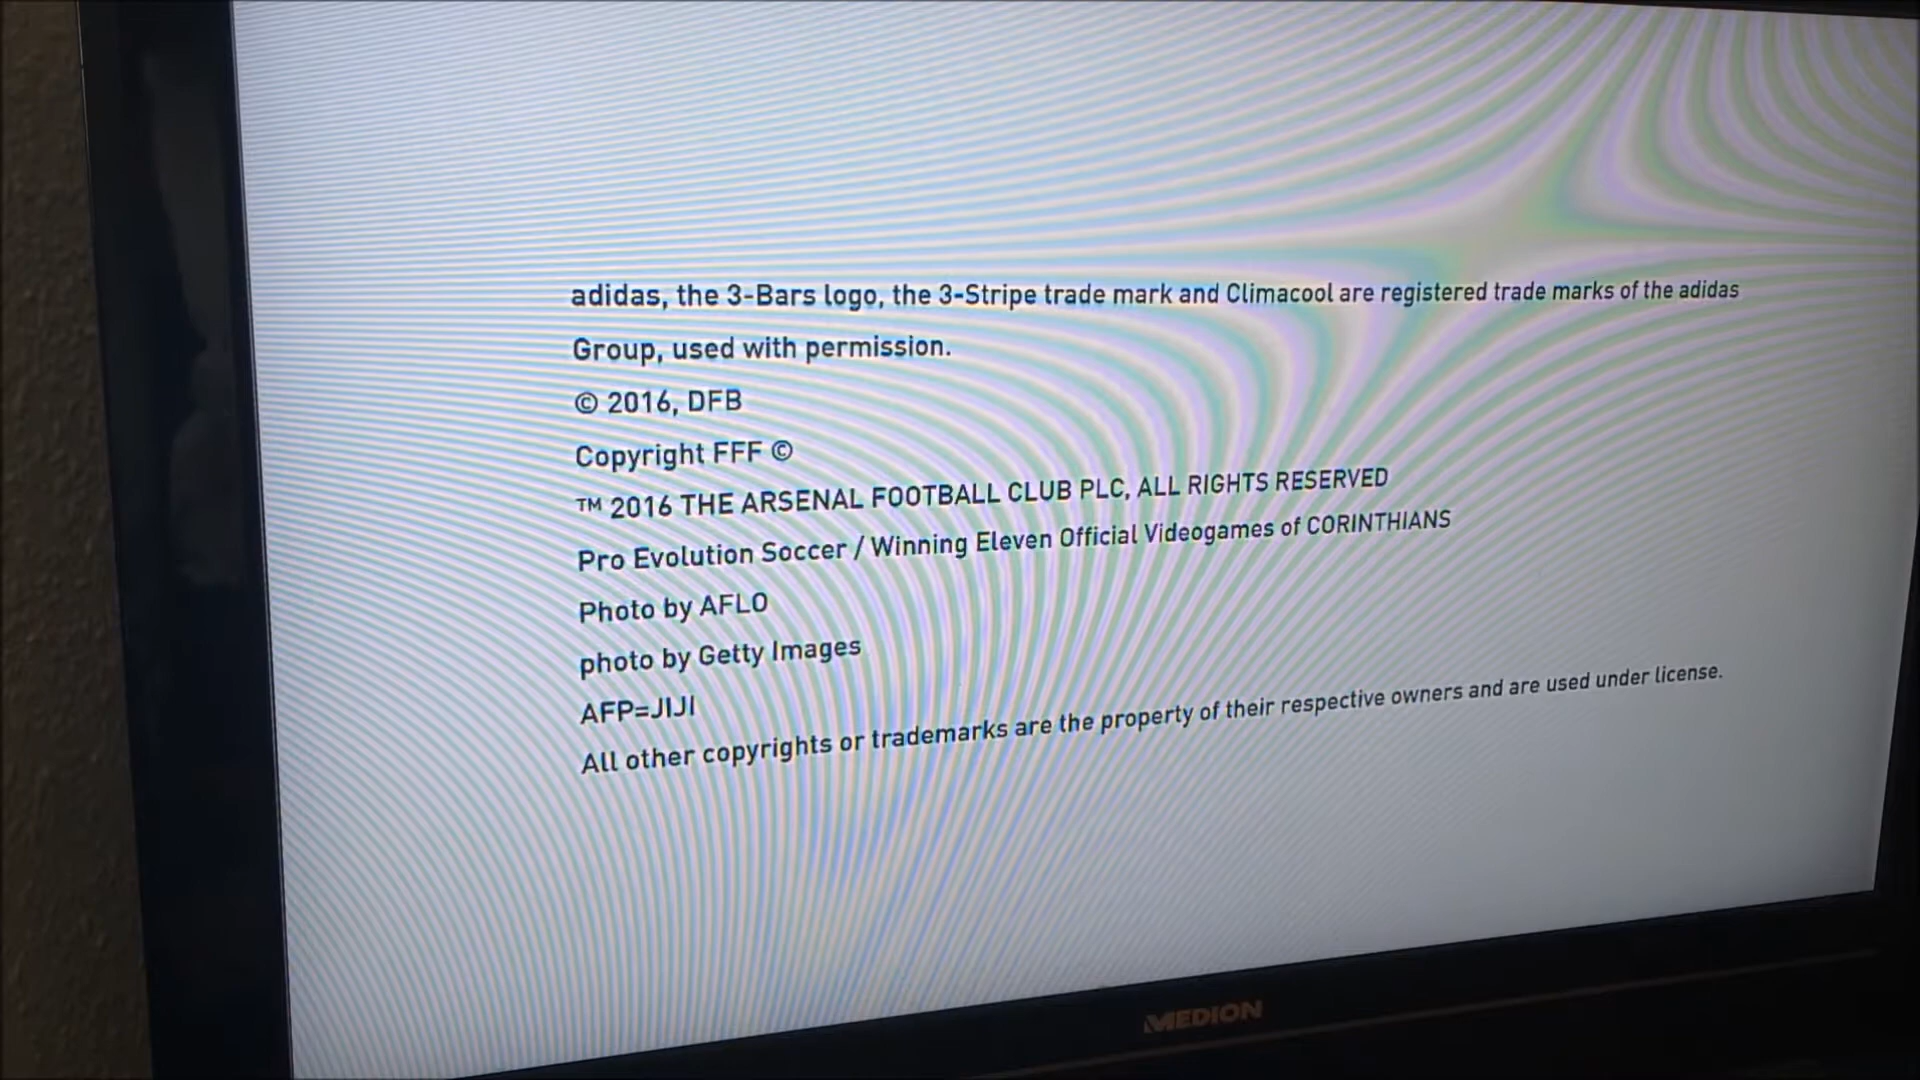 adidas, the 3-Bars logo, the 3-Stripe trade mark and Climacool are registered trade marks of the adidas
Group, used with permission.
© 2016, DFB
Copyright FFF ©
™ 2016 THE ARSENAL FOOTBALL CLUB PLC, ALL RIGHTS RESERVED
Pro Evolution Soccer / Winning Eleven Official Videogames of CORINTHIANS
Photo by AFLO
photo by Getty Images
AFP=JIJI
All other copyrights or trademarks are the property of their respective owners and are used under license.
MEDION